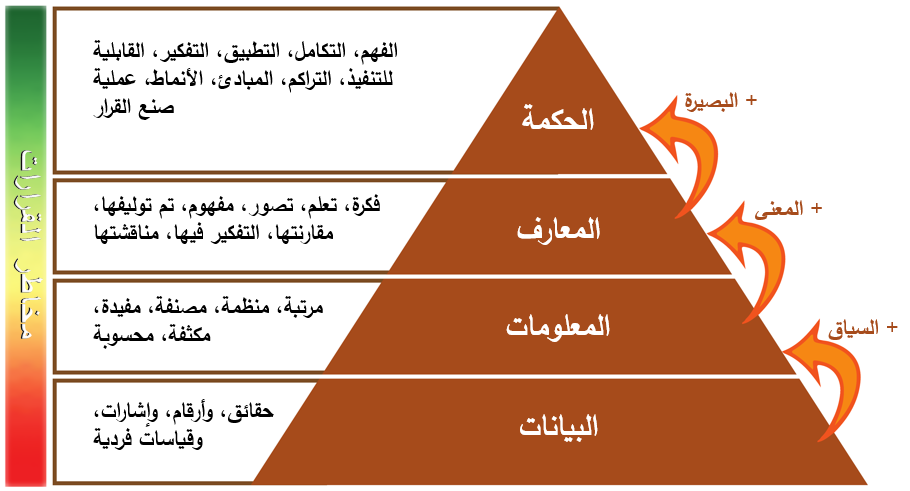 الفهم، التكامل، التطبيق، التفكير، القابلية
للتنفيذ، التراكم، المبادئ، الأنماط، عملية
صنع القرار
الحكمة
+ البصيرة
فكرة، تعلم، تصور، مفهوم، تم توليفها،
مقارنتها، التفكير فيها، مناقشتها
المعارف
+ المعنى
مرتبة، منظمة، مصنفة، مفيدة،
مكثفة، محسوبة
المعلومات
+ السياق
حقائق، وأرقام، وإشارات،
وقياسات فردية
البيانات
مخاطر القرارات